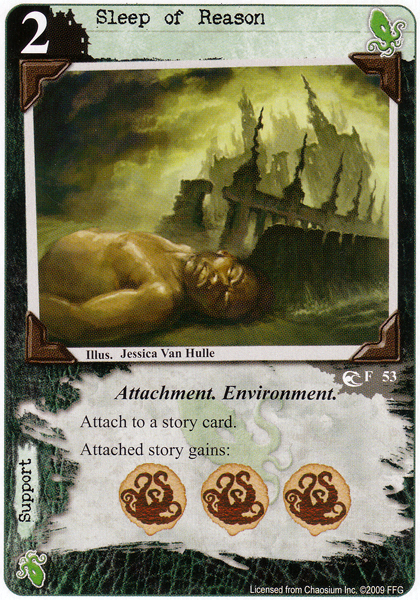 2
Sleep of Reason
Illus. Jessica Van Hulle
F 53
Attachment. Environment.
Attach to a story card.
Attached story gains:
Support
Licensed from Chaosium Inc. ©2009 FFG